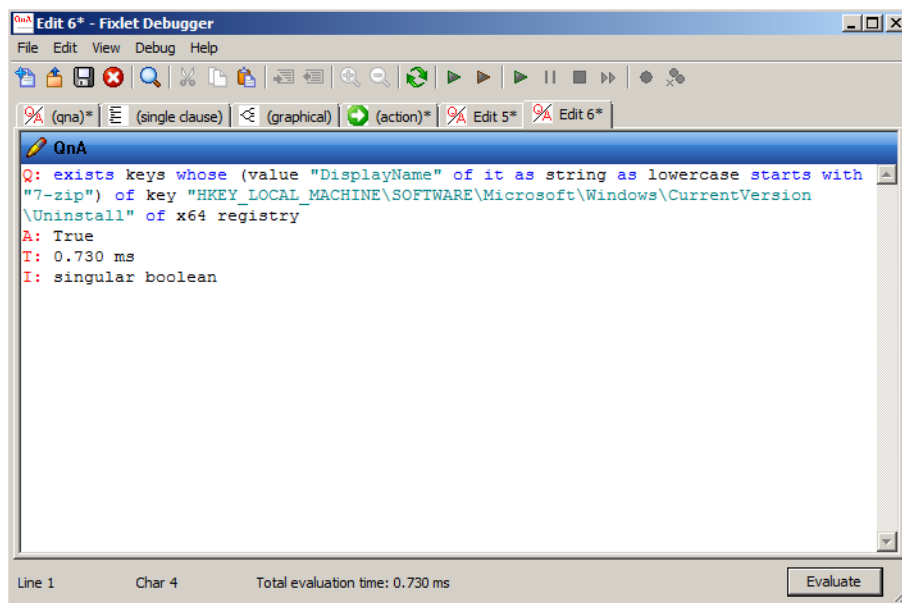 QnA Edit 6* - Fixlet Debugger
File Edit View Debug Help
(qna)* (single clause) (graphical) (action)* Edit 5* Edit 6*
QnA
Q: exists keys whose (value "DisplayName" of it as string as lowercase starts with
"7-zip") of key "HKEY_LOCAL_MACHINE\SOFTWARE\Microsoft\Windows\CurrentVersion
\Uninstall" of x64 registry
A: True
T: 0.730 ms
I: singular boolean
Line 1 Char 4 Total evaluation time: 0.730 ms Evaluate